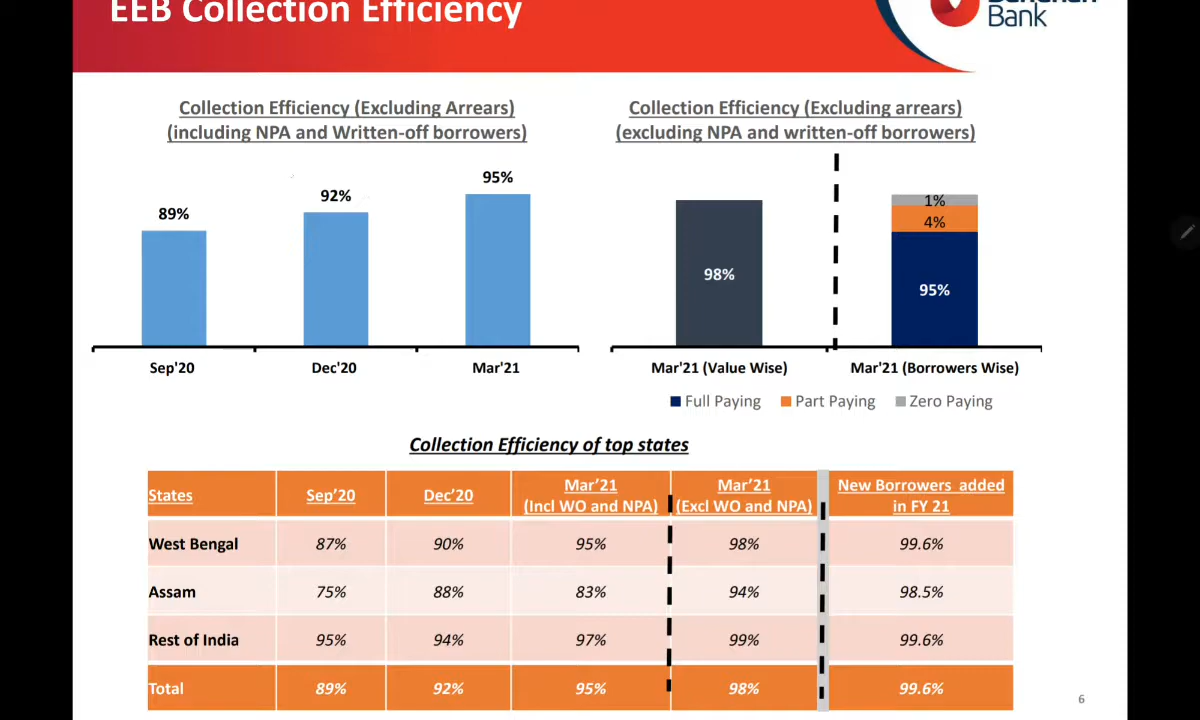 EEB Collection Efficiency
Bank
Collection Efficiency (Excluding Arrears)
(including NPA and Written-off borrowers)
89%
92%
95%
Sep'20
Dec'20
Mar'21
Collection Efficiency (Excluding arrears)
(excluding NPA and written-off borrowers)
98%
1%
4%
95%
Mar'21 (Value Wise)
Mar'21 (Borrowers Wise)
Full Paying
Part Paying
Zero Paying
Collection Efficiency of top states
States
Sep’20
Dec’20
Mar’21
(Incl WO and NPA)
Mar’21
(Excl WO and NPA)
New Borrowers added
in FY 21
West Bengal 87% 90% 95% 98% 99.6%
Assam 75% 88% 83% 94% 98.5%
Rest of India 95% 94% 97% 99% 99.6%
Total 89% 92% 95% 98% 99.6%
6